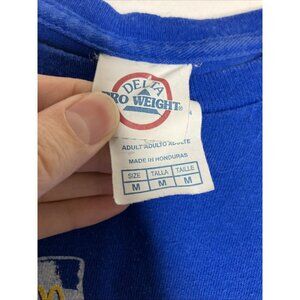 DELTA
PRO WEIGHT®
ADULT ADULTO ADULTE
MADE IN HONDURAS
SIZE TALLA TAILLE
M M M